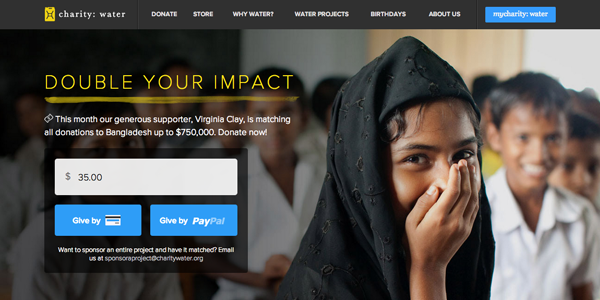 charity: water
DONATE STORE WHY WATER? WATER PROJECTS BIRTHDAYS ABOUT US mycharity: water
DOUBLE YOUR IMPACT
This month our generous supporter, Virginia Clay, is matching
all donations to Bangladesh up to $750,000. Donate now!
$ 35.00
Give by Give by PayPal
Want to sponsor an entire project and have it matched? Email
us at sponsoraproject@charitywater.org